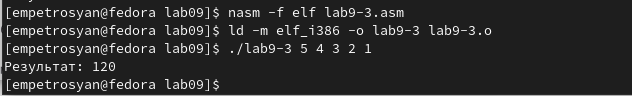 [empetrosyan@fedora lab09]$ nasm -f elf lab9-3.asm
[empetrosyan@fedora lab09]$ ld -m elf_i386 -o lab9-3 lab9-3.o
[empetrosyan@fedora lab09]$ ./lab9-3 5 4 3 2 1
Результат: 120
[empetrosyan@fedora lab09]$